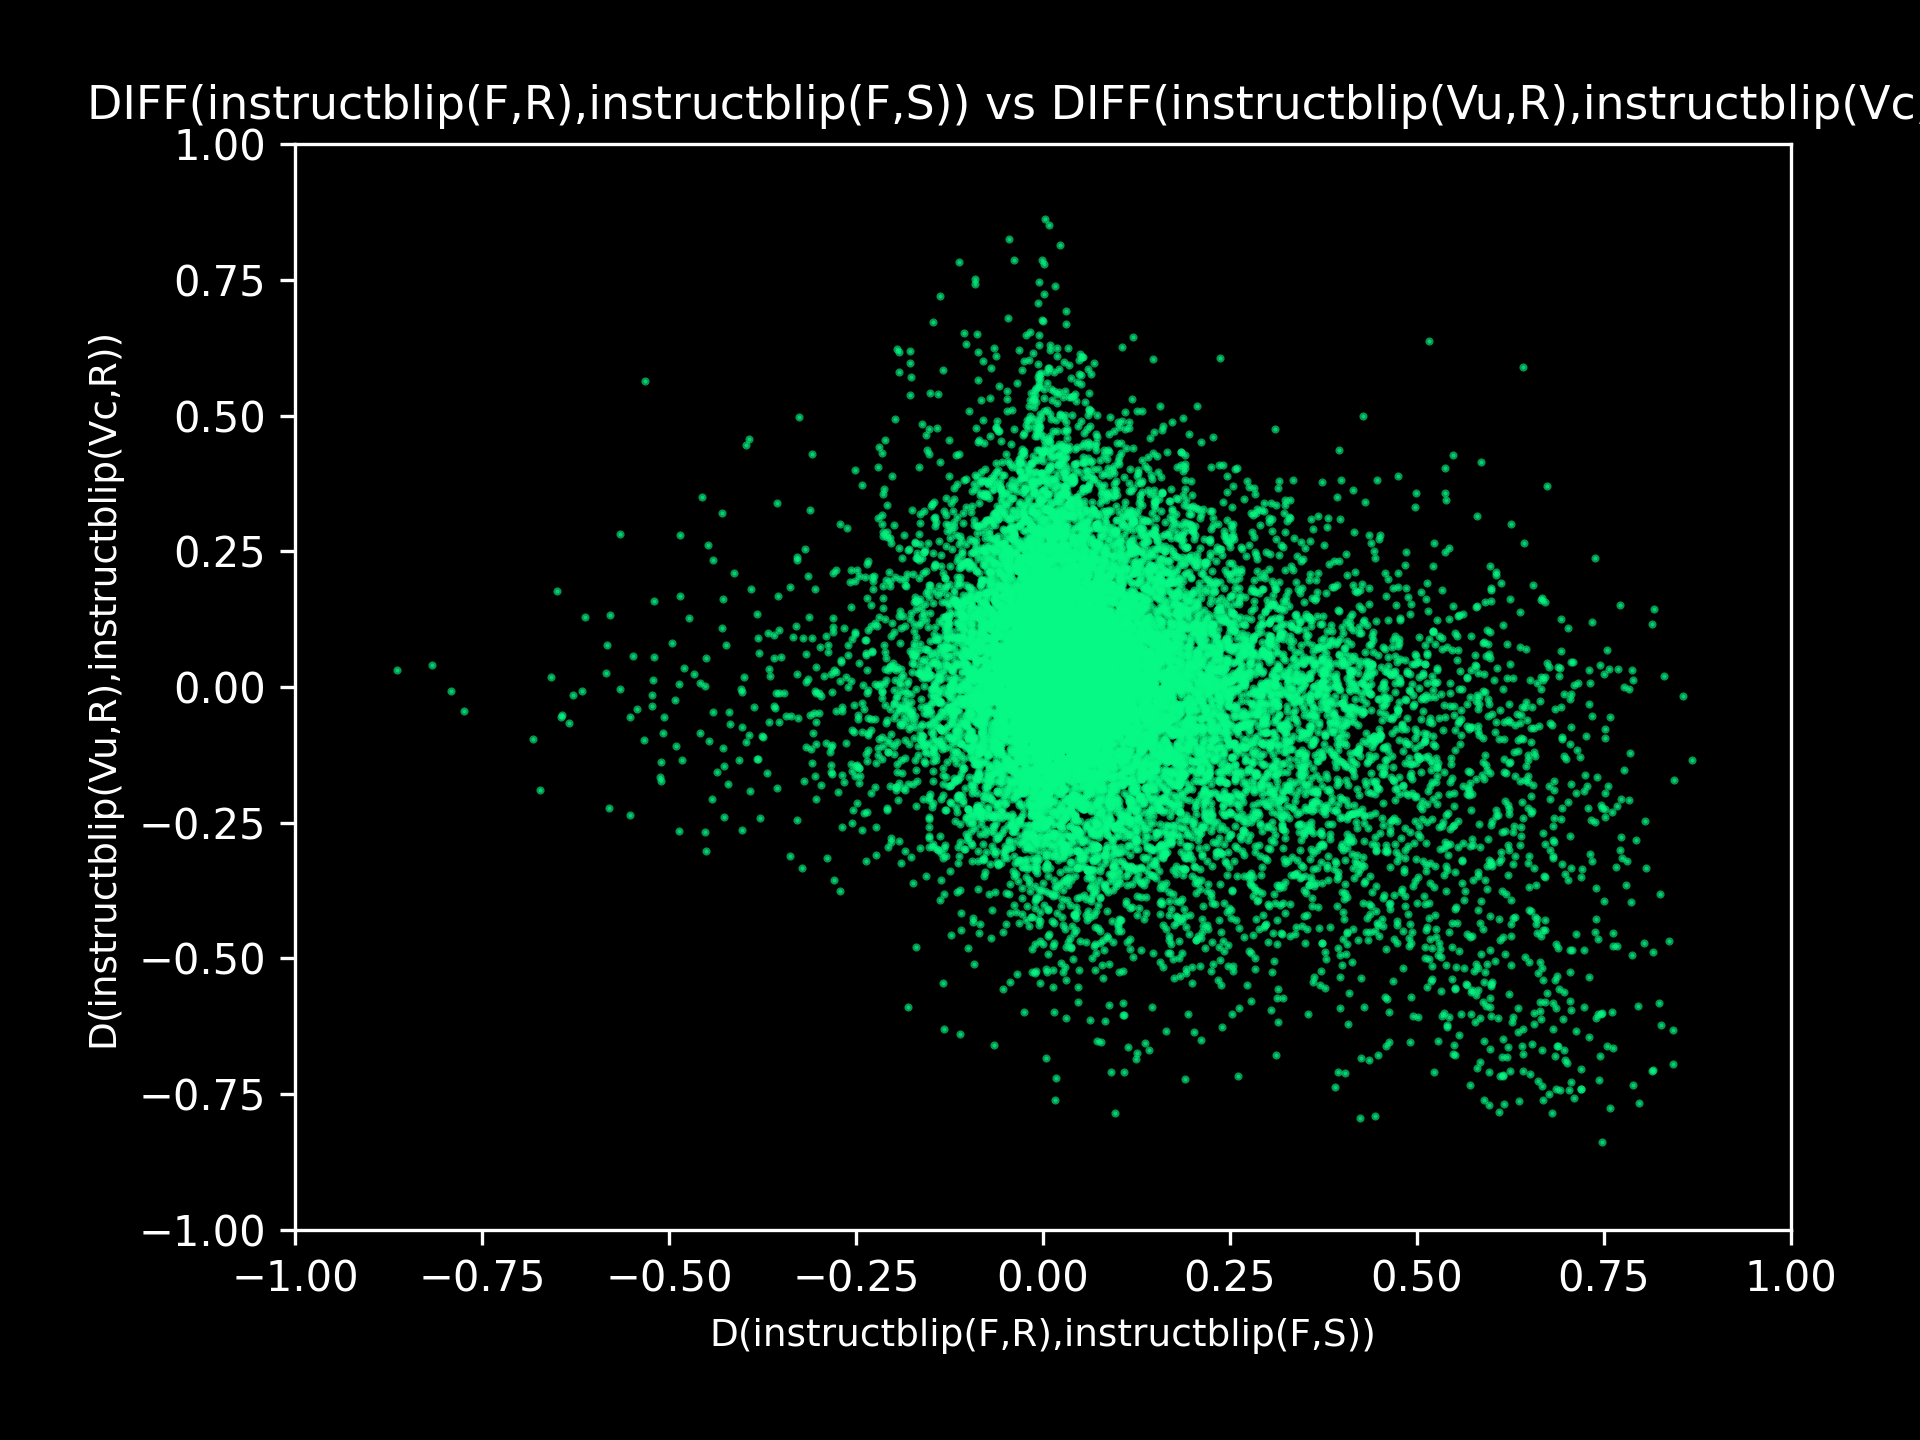 DIFF(instructblip(F,R),instructblip(F,S)) vs DIFF(instructblip(Vu,R),instructblip(Vc,
1.00
0.75
0.50
0.25
0.00
−0.25
−0.50
−0.75
−1.00
D(instructblip(Vu,R),instructblip(Vc,R))
−1.00 −0.75 −0.50 −0.25 0.00 0.25 0.50 0.75 1.00
D(instructblip(F,R),instructblip(F,S))